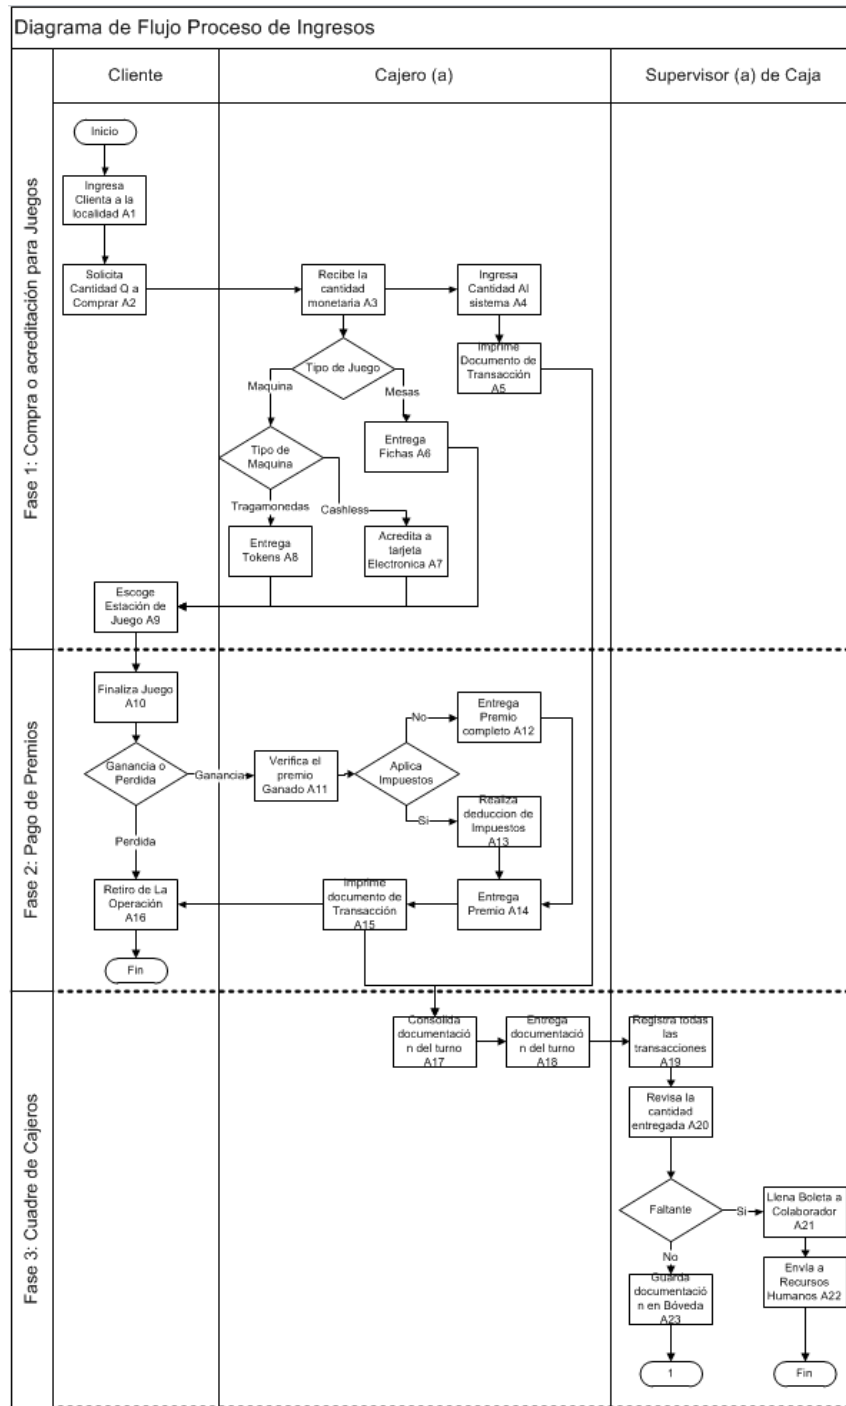 Diagrama de Flujo Proceso de Ingresos
Cliente
Cajero (a)
Supervisor (a) de Caja
Fase 1: Compra o acreditación para Juegos
Inicio
Ingresa
Clienta a la
localidad A1
Solicita
Cantidad Q a
Comprar A2
Recibe la
cantidad
monetaria A3
Ingresa
Cantidad Al
sistema A4
Imprime
Documento de
Transacción
A5
Tipo de Juego
Maquina
Mesas
Entrega
Fichas A6
Tipo de
Maquina
Tragamonedas
Cashless
Entrega
Tokens A8
Acredita a
tarjeta
Electronica A7
Escoge
Estación de
Juego A9
Fase 2: Pago de Premios
Finaliza Juego
A10
Ganancia o
Perdida
Ganancias
Verifica el
premio
Ganado A11
Aplica
Impuestos
No
Entrega
Premio
completo A12
Si
Realiza
deduccion de
Impuestos
A13
Perdida
Entrega
Premio A14
Imprime
documento de
Transacción
A15
Retiro de La
Operación
A16
Fin
Fase 3: Cuadre de Cajeros
Consolida
documentació
n del turno
A17
Entrega
documentació
n del turno
A18
Registra todas
las
transacciones
A19
Revisa la
cantidad
entregada A20
Faltante
Si
Llena Boleta a
Colaborador
A21
No
Envía a
Recursos
Humanos A22
Guarda
documentació
n en Bóveda
A23
1
Fin